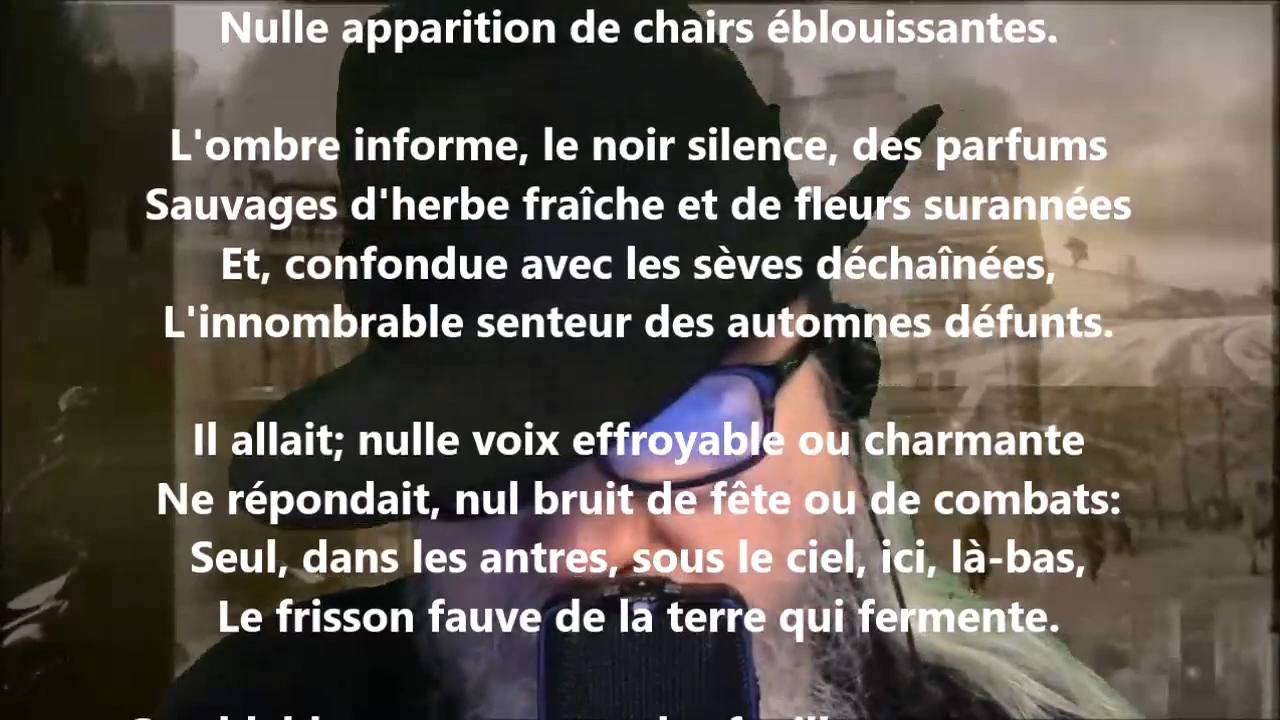 Nulle apparition de chairs éblouissantes.
L'ombre informe, le noir silence, des parfums
Sauvages d'herbe fraîche et de fleurs surannées
Et, confondue avec les sèves déchaînées,
L'innombrable senteur des automnes défunts.
Il allait; nulle voix effroyable ou charmante
Ne répondait, nul bruit de fête ou de combats:
Seul, dans les antres, sous le ciel, ici, là-bas,
Le frisson fauve de la terre qui fermente.